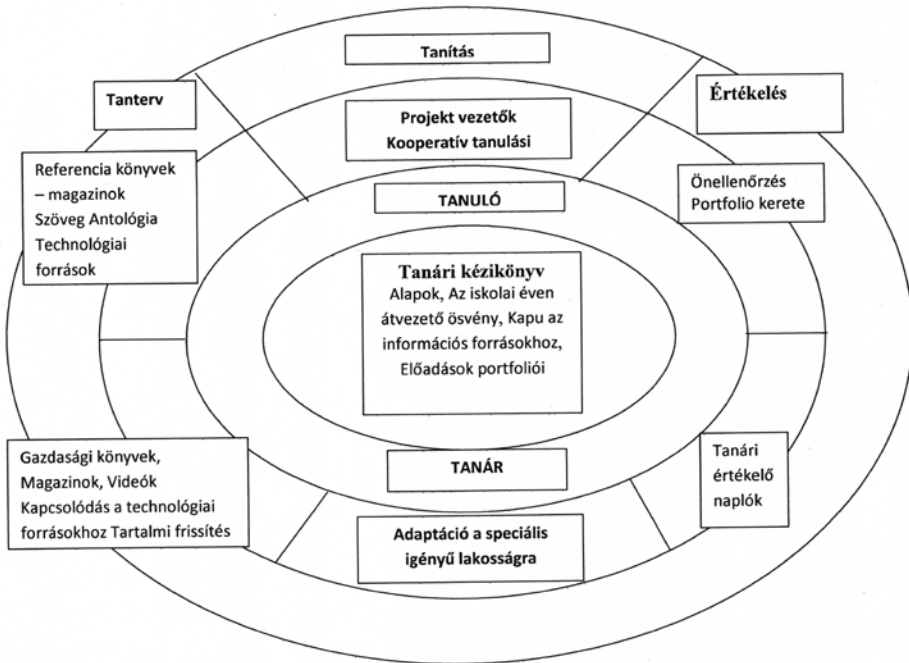 Tanítás
Tanterv
Értékelés
Projekt vezetők
Kooperatív tanulási
Referencia könyvek
– magazinok
Szöveg Antológia
Technológiai
források
Önellenőrzés
Portfolio kerete
TANULÓ
Tanári kézikönyv
Alapok, Az iskolai éven
átvezető ösvény, Kapu az
információs forrásokhoz,
Előadások portfoliói
Gazdasági könyvek,
Magazinok, Videók
Kapcsolódás a technológiai
forrásokhoz Tartalmi frissítés
TANÁR
Tanári
értékelő
naplók
Adaptáció a speciális
igényű lakosságra